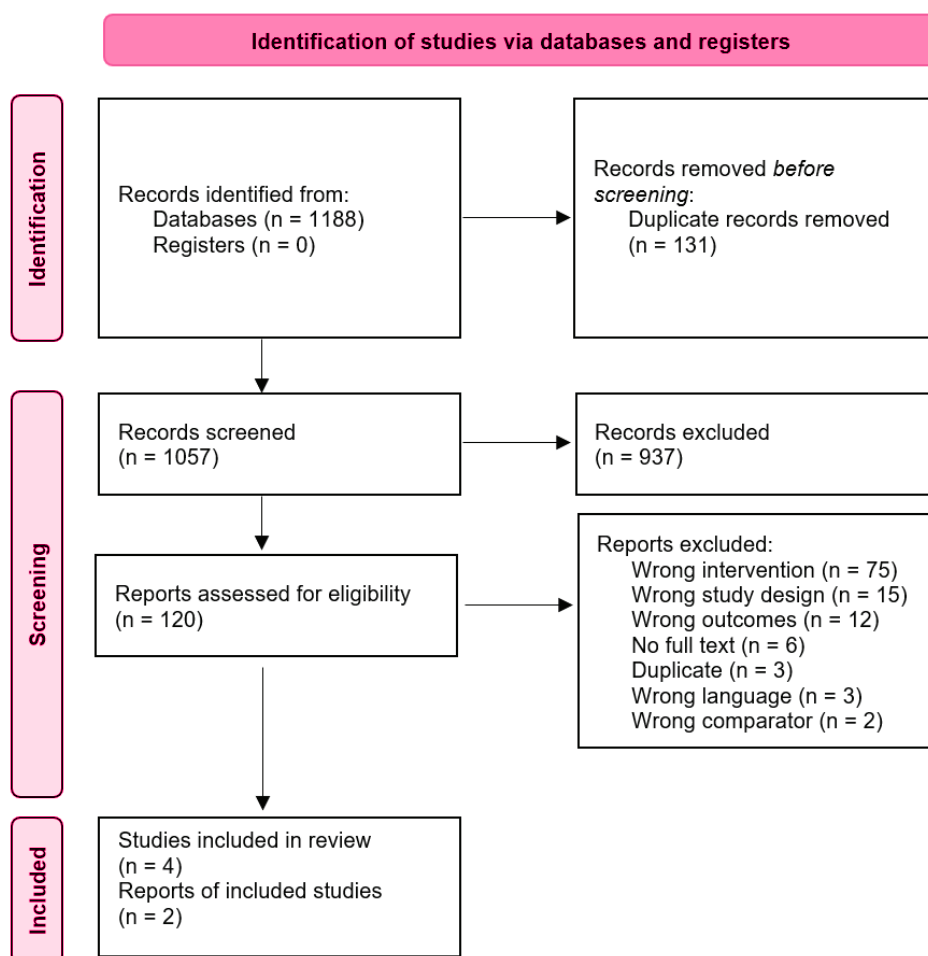 Identification of studies via databases and registers
Identification
Records identified from:
Databases (n = 1188)
Registers (n = 0)
Records removed before
screening:
Duplicate records removed
(n = 131)
Screening
Records screened
(n = 1057)
Records excluded
(n = 937)
Reports assessed for eligibility
(n = 120)
Reports excluded:
Wrong intervention (n = 75)
Wrong study design (n = 15)
Wrong outcomes (n = 12)
No full text (n = 6)
Duplicate (n = 3)
Wrong language (n = 3)
Wrong comparator (n = 2)
Included
Studies included in review
(n = 4)
Reports of included studies
(n = 2)